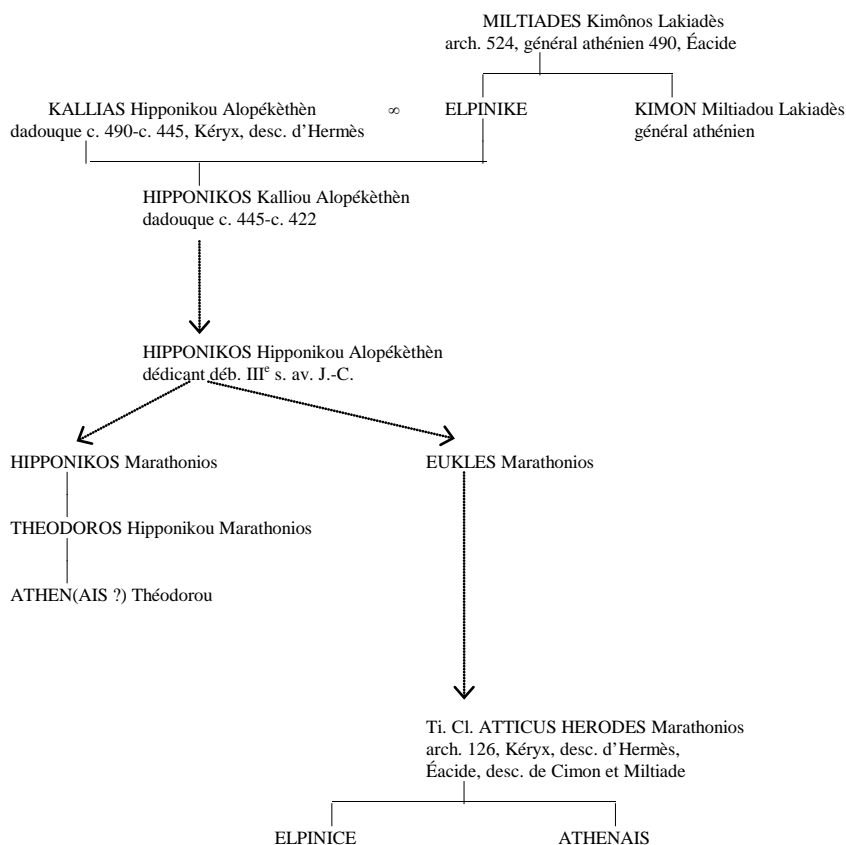 MILTIADES Kimônos Lakiadès
arch. 524, général athénien 490, Éacide
KALLIAS Hipponikou Alopékèthèn
dadouque c. 490-c. 445, Kéryx, desc. d'Hermès
∞
ELPINIKE
KIMON Miltiadou Lakiadès
général athénien
HIPPONIKOS Kalliou Alopékèthèn
dadouque c. 445-c. 422
HIPPONIKOS Hipponikou Alopékèthèn
dédicant déb. IIIe s. av. J.-C.
HIPPONIKOS Marathonios
EUKLES Marathonios
THEODOROS Hipponikou Marathonios
ATHEN(AIS ?) Théodorou
Ti. Cl. ATTICUS HERODES Marathonios
arch. 126, Kéryx, desc. d'Hermès,
Éacide, desc. de Cimon et Miltiade
ELPINICE
ATHENAIS